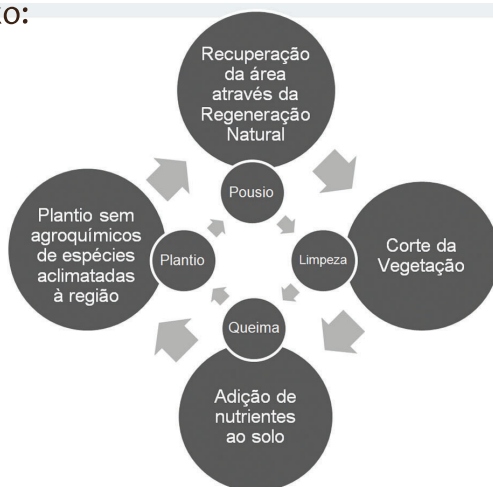 Recuperação
da área
através da
Regeneração
Natural
Pousio
Plantio sem
agroquímicos
de espécies
aclimatadas
à região
Plantio
Limpeza
Corte da
Vegetação
Queima
Adição de
nutrientes
ao solo